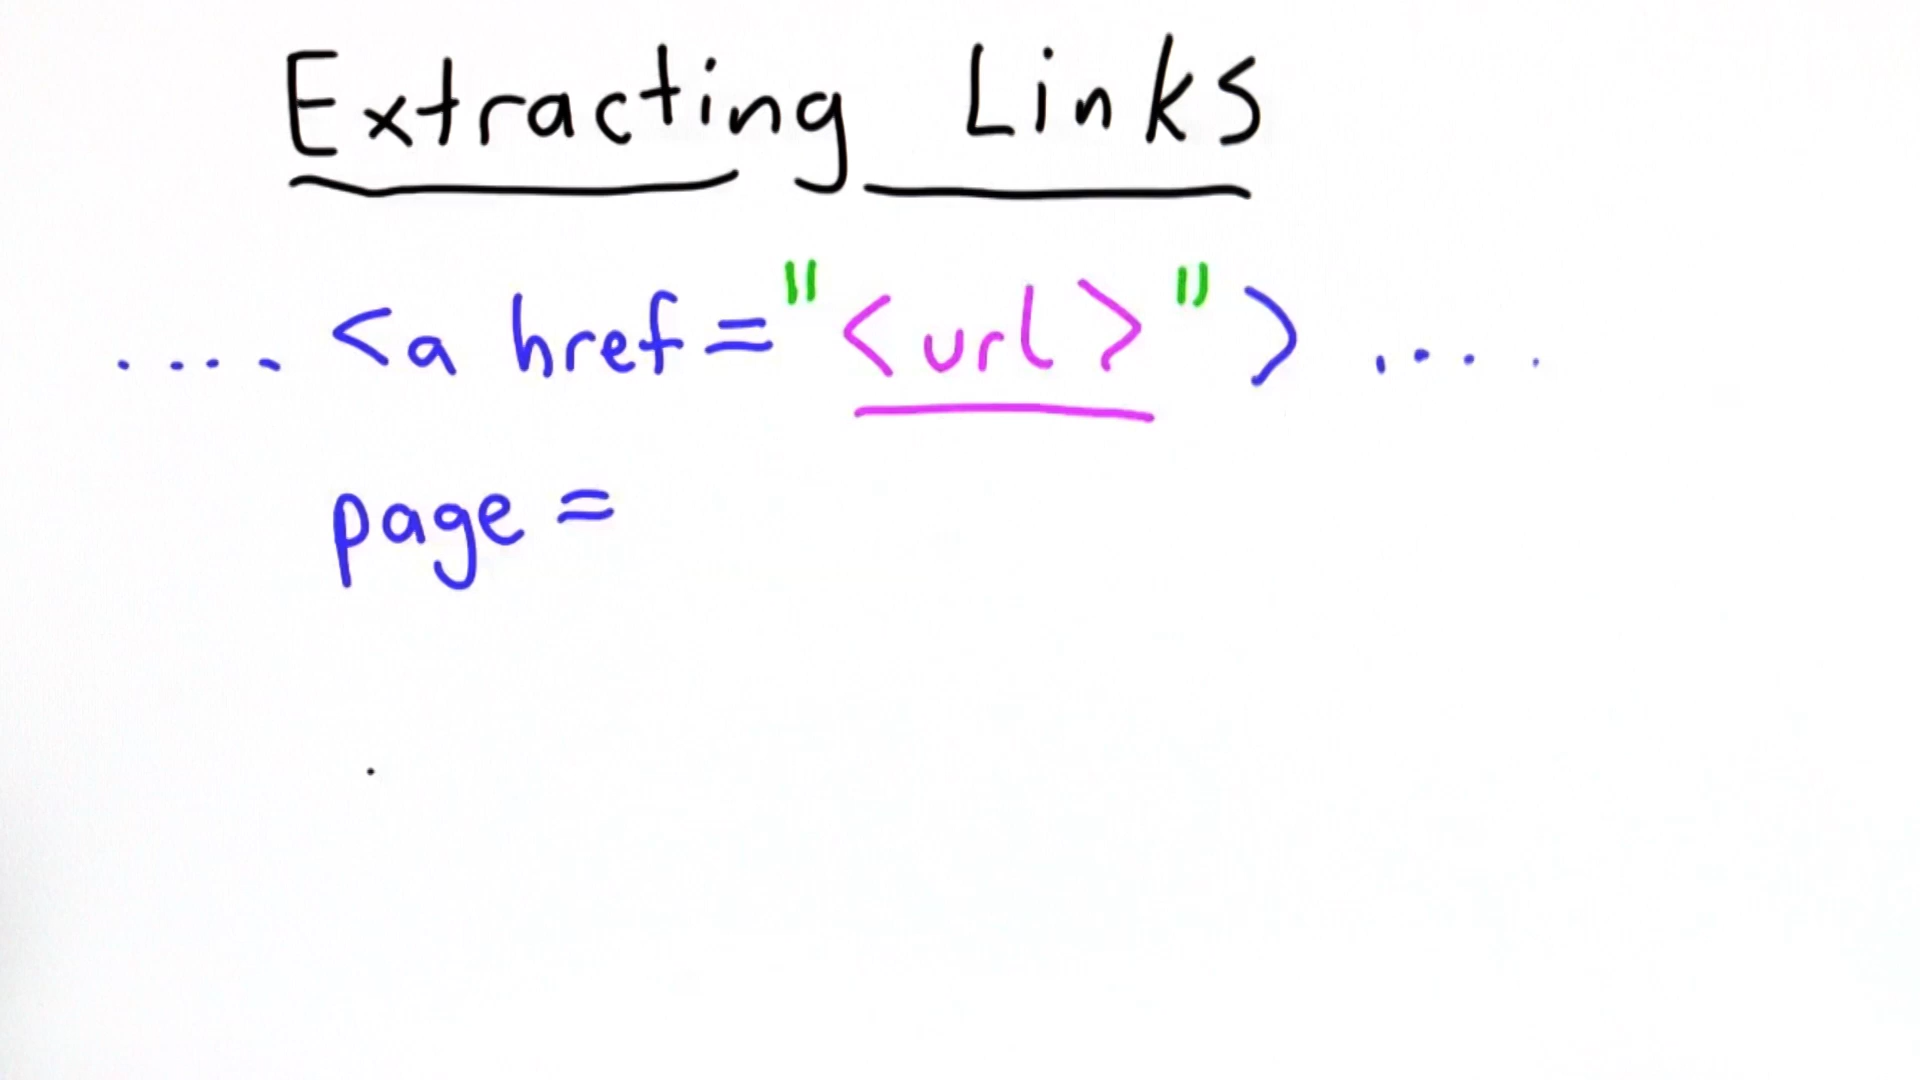 Extracting Links
.... <a href="<url>"> ....
page =